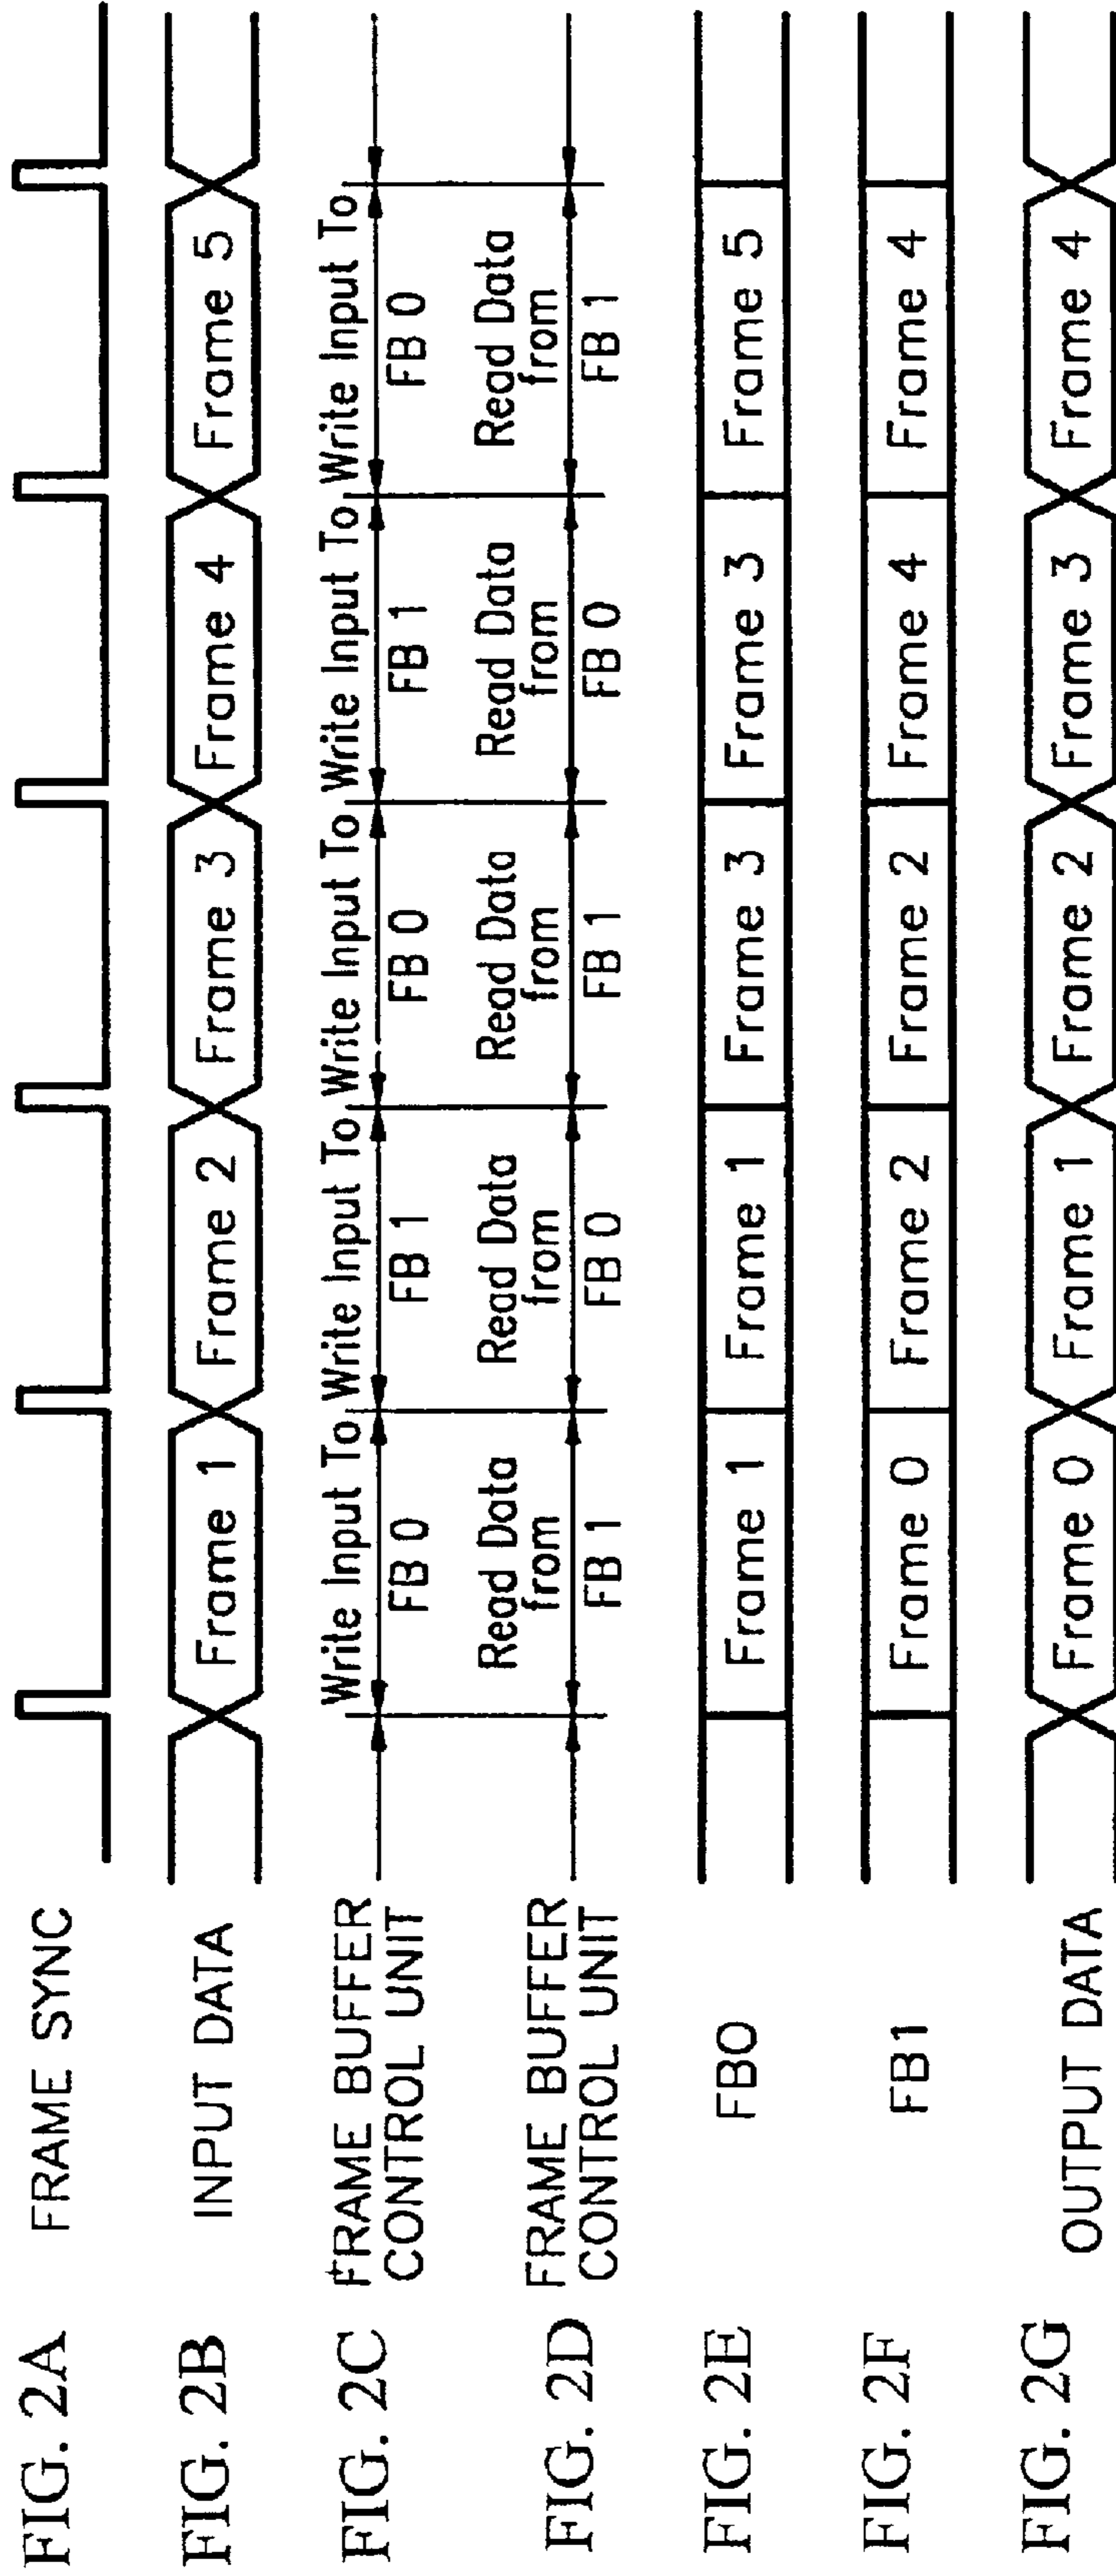 FIG. 2A FRAME SYNC
FIG. 2B INPUT DATA Frame 1 Frame 2 Frame 3 Frame 4 Frame 5
Write Input To Write Input To Write Input To Write Input To Write Input To
FIG. 2C FRAME BUFFER CONTROL UNIT FB 0 FB 1 FB 0 FB 1 FB 0
Read Data Read Data Read Data Read Data Read Data
from from from from from
FIG. 2D FRAME BUFFER CONTROL UNIT FB 1 FB 0 FB 1 FB 0 FB 1
FIG. 2E FB0 Frame 1 Frame 1 Frame 3 Frame 3 Frame 5
FIG. 2F FB1 Frame 0 Frame 2 Frame 2 Frame 4 Frame 4
FIG. 2G OUTPUT DATA Frame 0 Frame 1 Frame 2 Frame 3 Frame 4